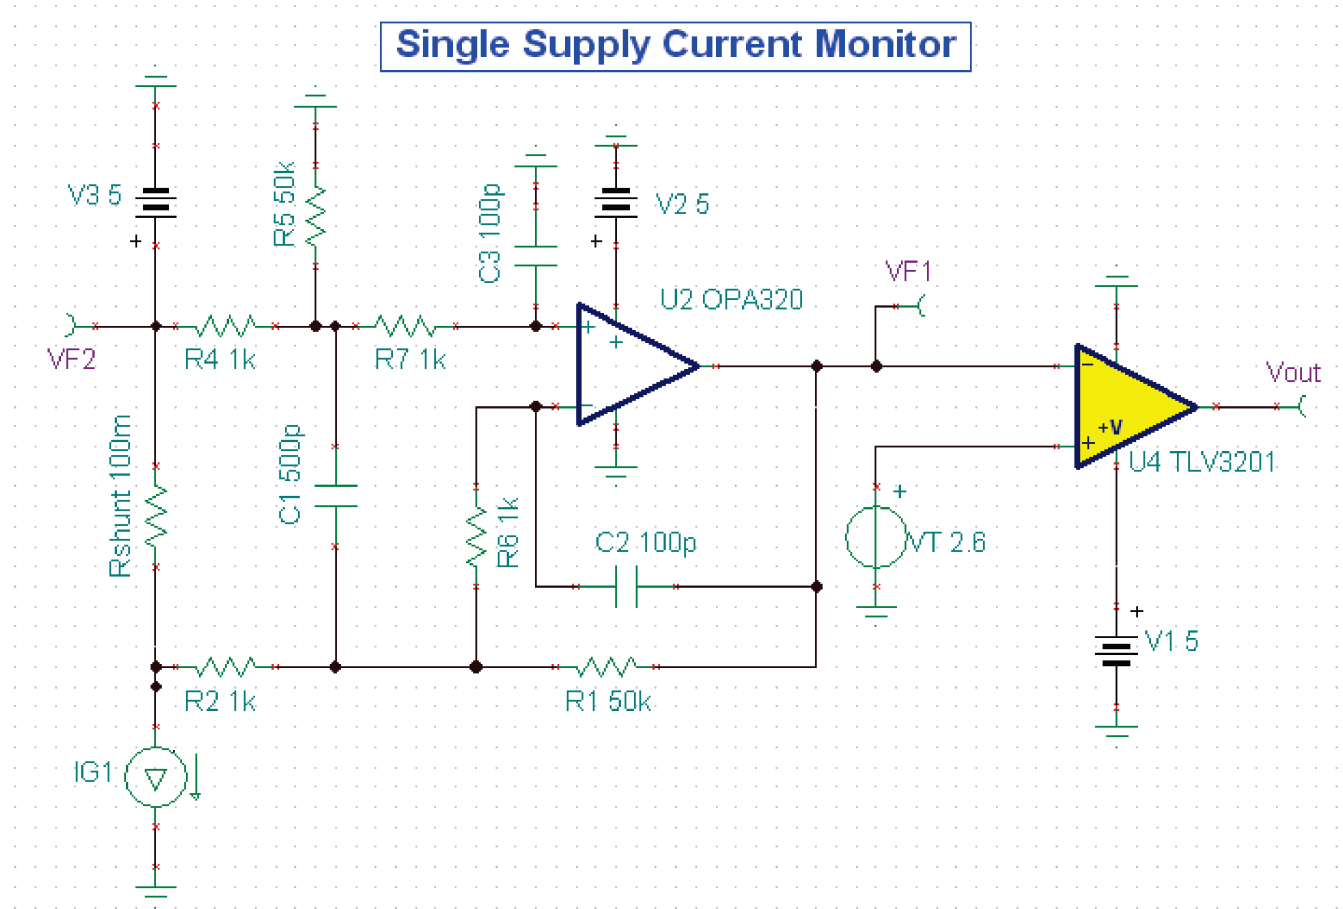 Single Supply Current Monitor
V3 5
+
R5 50k
C3 100p
V2 5
+
VF2
R4 1k
R7 1k
U2 OPA320
+
+
−
VF1
−
+V
+
U4 TLV3201
Vout
Rshunt 100m
C1 500p
R6 1k
C2 100p
+
VT 2.6
+
V1 5
R2 1k
R1 50k
IG1